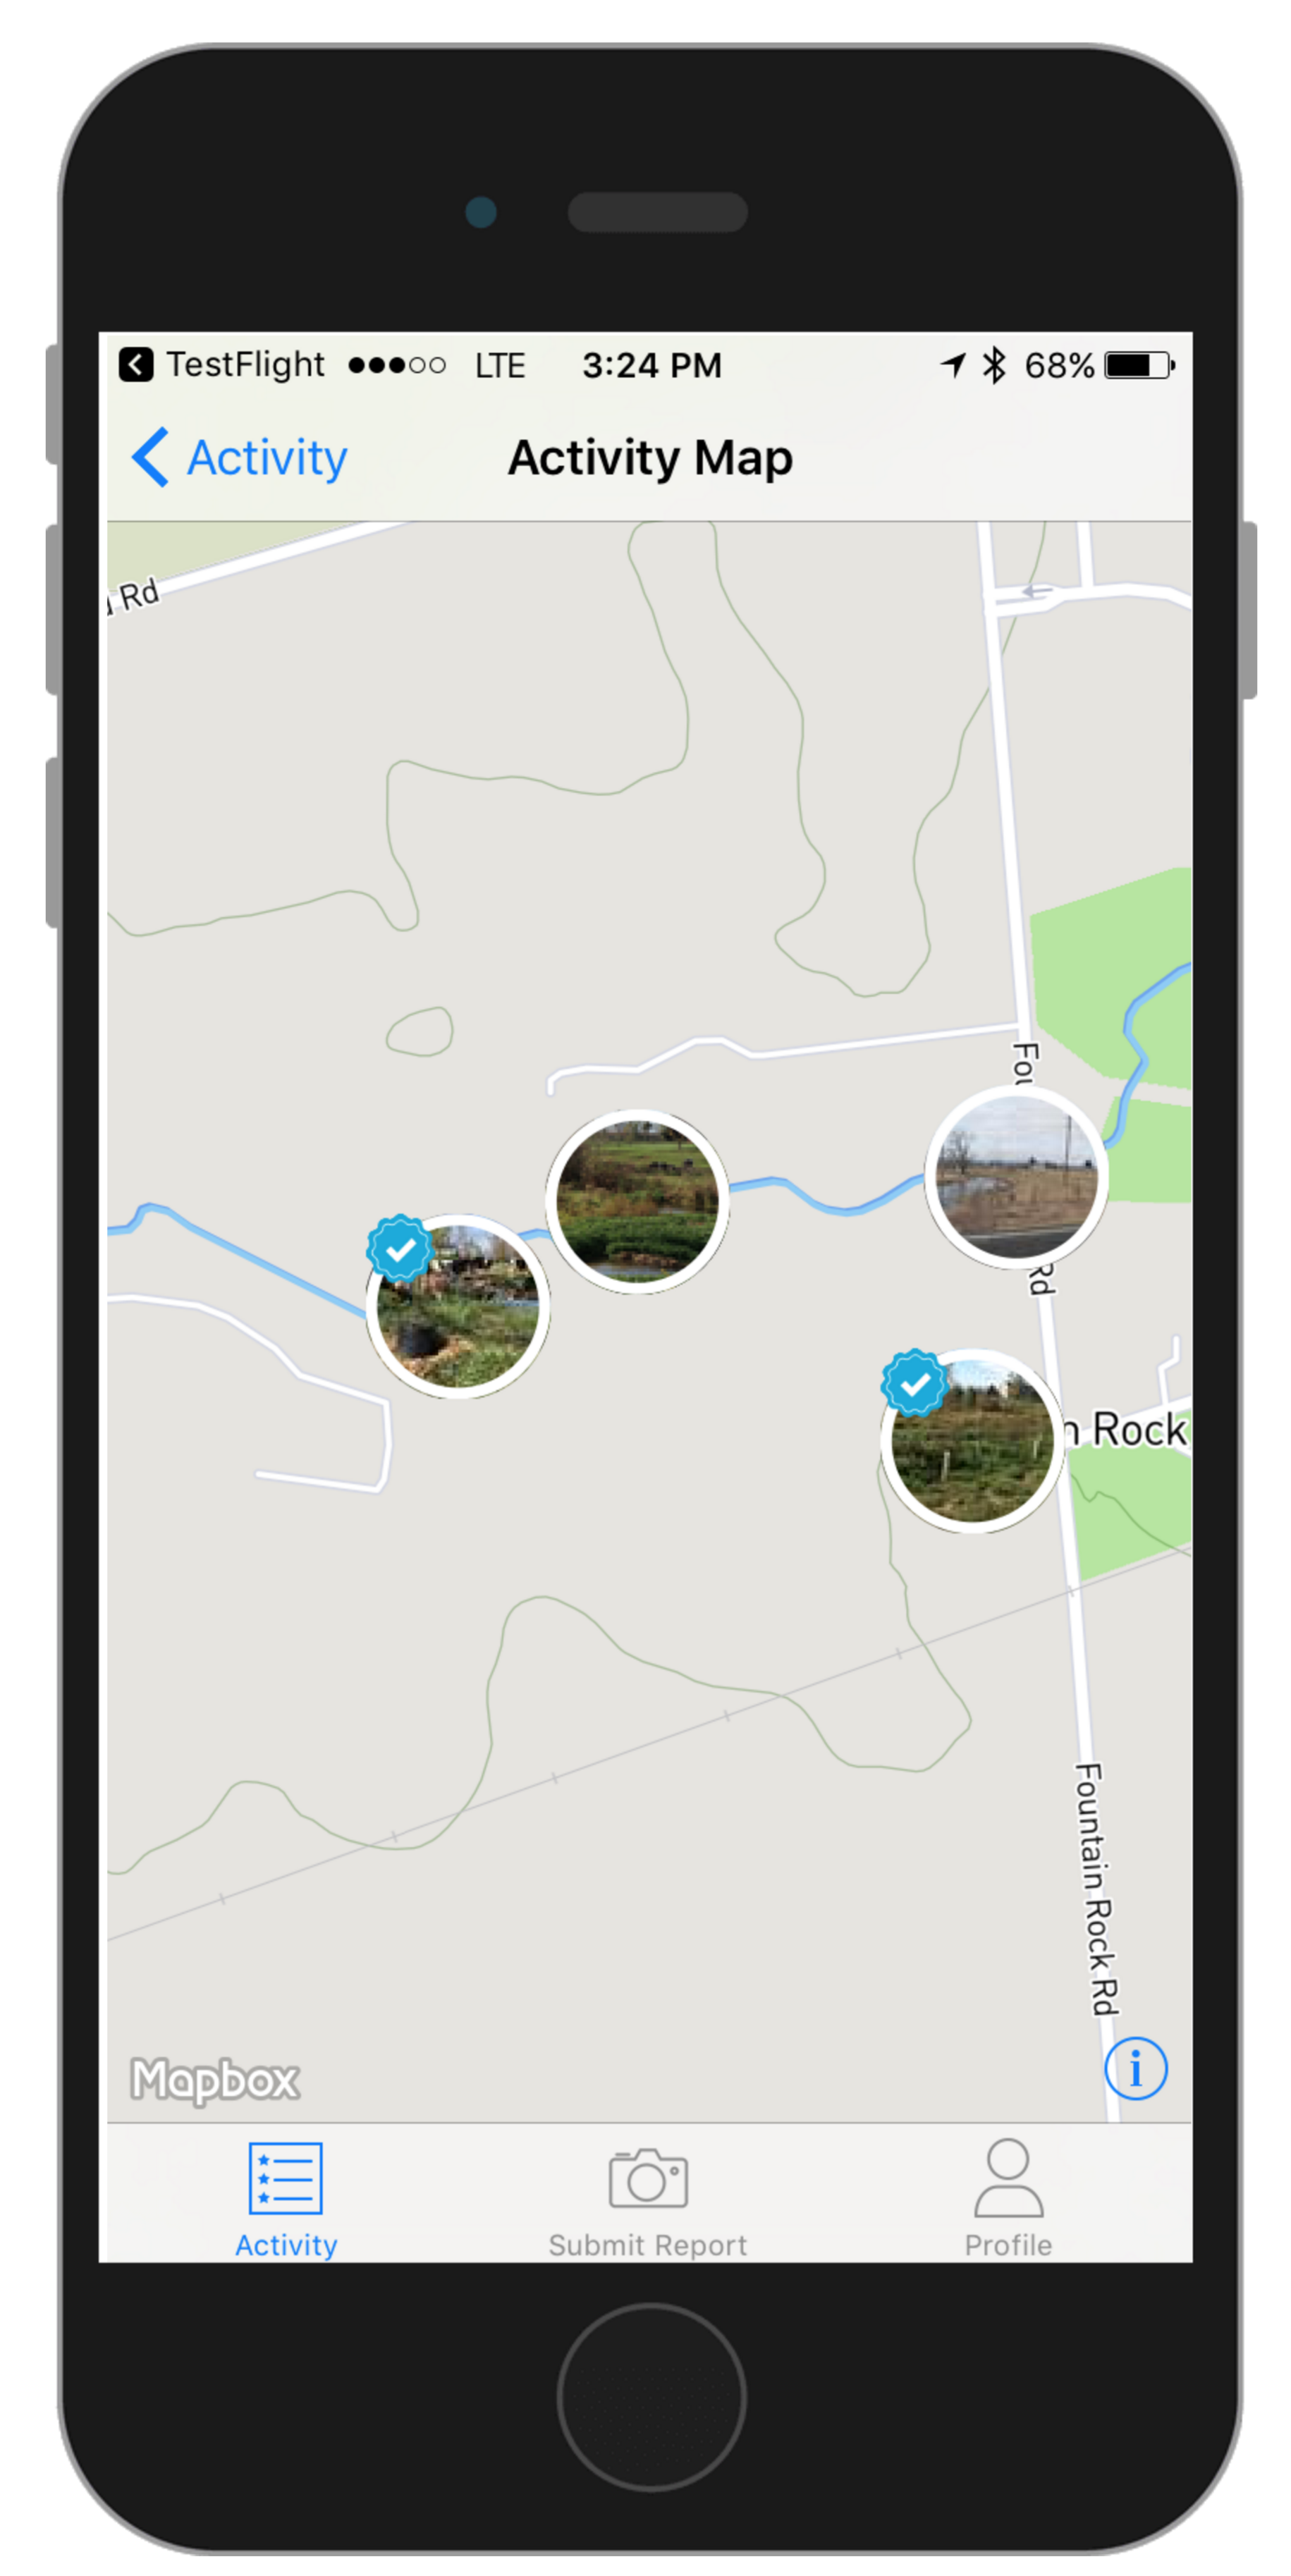 TestFlight LTE 3:24 PM 68%
Activity Activity Map
Rd
Fou
Rd
n Rock
Fountain Rock Rd
Mapbox
i
Activity Submit Report Profile